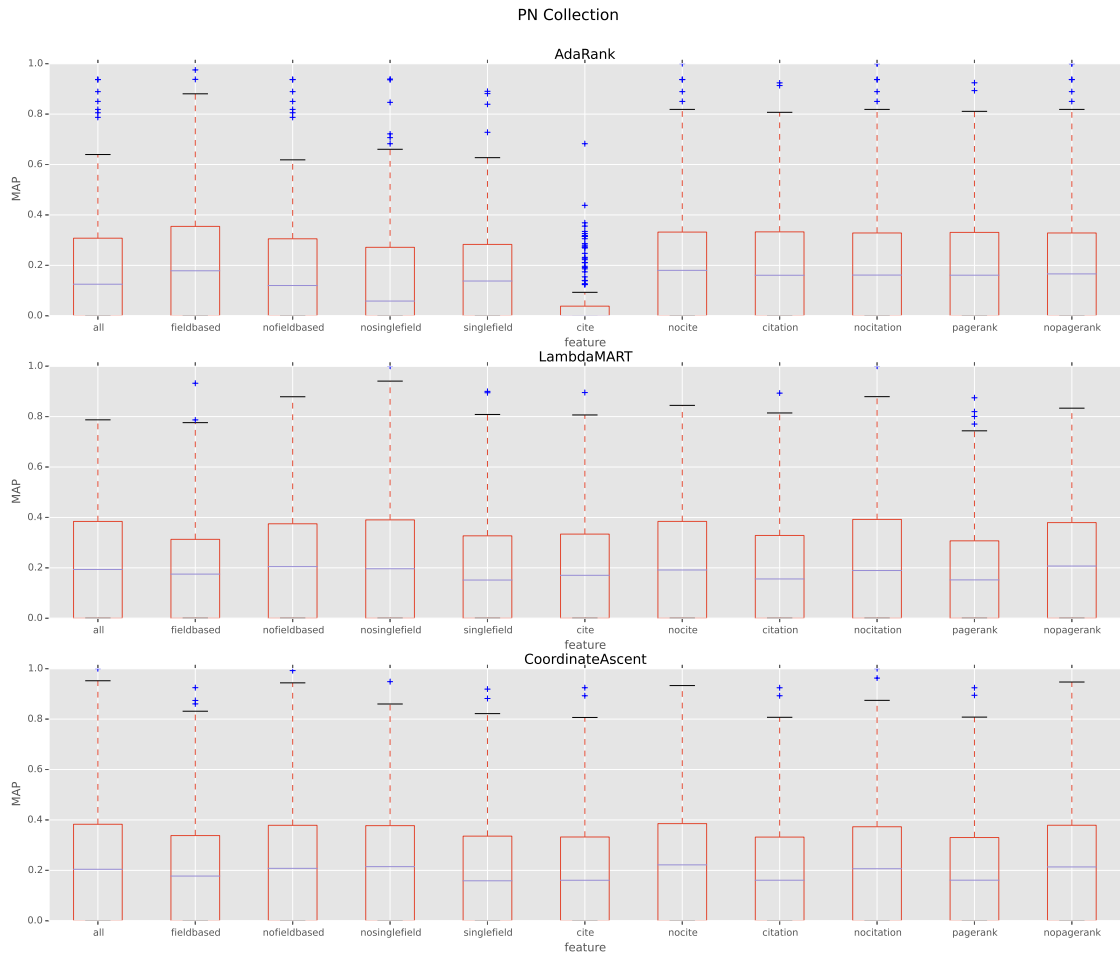 PN Collection
AdaRank
1.0
0.8
0.6
0.4
0.2
0.0
MAP
all fieldbased nofieldbased nosinglefield singlefield cite nocite citation nocitation pagerank nopagerank
feature
LambdaMART
1.0
0.8
0.6
0.4
0.2
0.0
MAP
all fieldbased nofieldbased nosinglefield singlefield cite nocite citation nocitation pagerank nopagerank
feature
CoordinateAscent
1.0
0.8
0.6
0.4
0.2
0.0
MAP
all fieldbased nofieldbased nosinglefield singlefield cite nocite citation nocitation pagerank nopagerank
feature